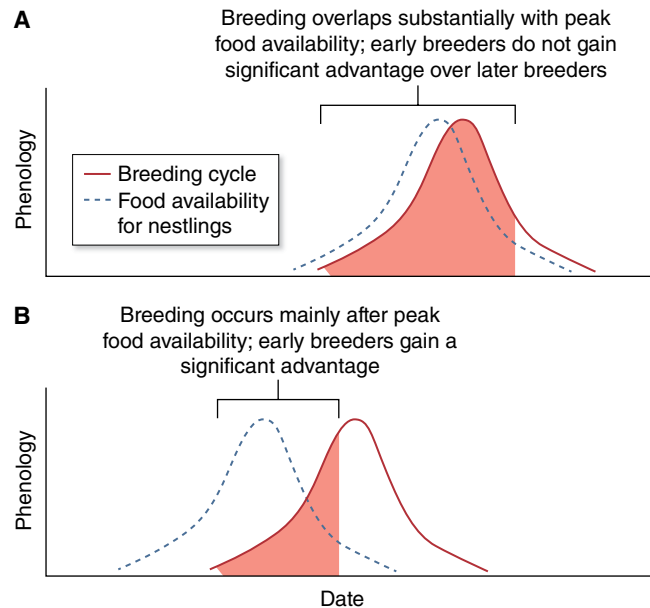 A
Breeding overlaps substantially with peak
food availability; early breeders do not gain
significant advantage over later breeders
Phenology
Breeding cycle
Food availability
for nestlings
B
Breeding occurs mainly after peak
food availability; early breeders gain a
significant advantage
Phenology
Date